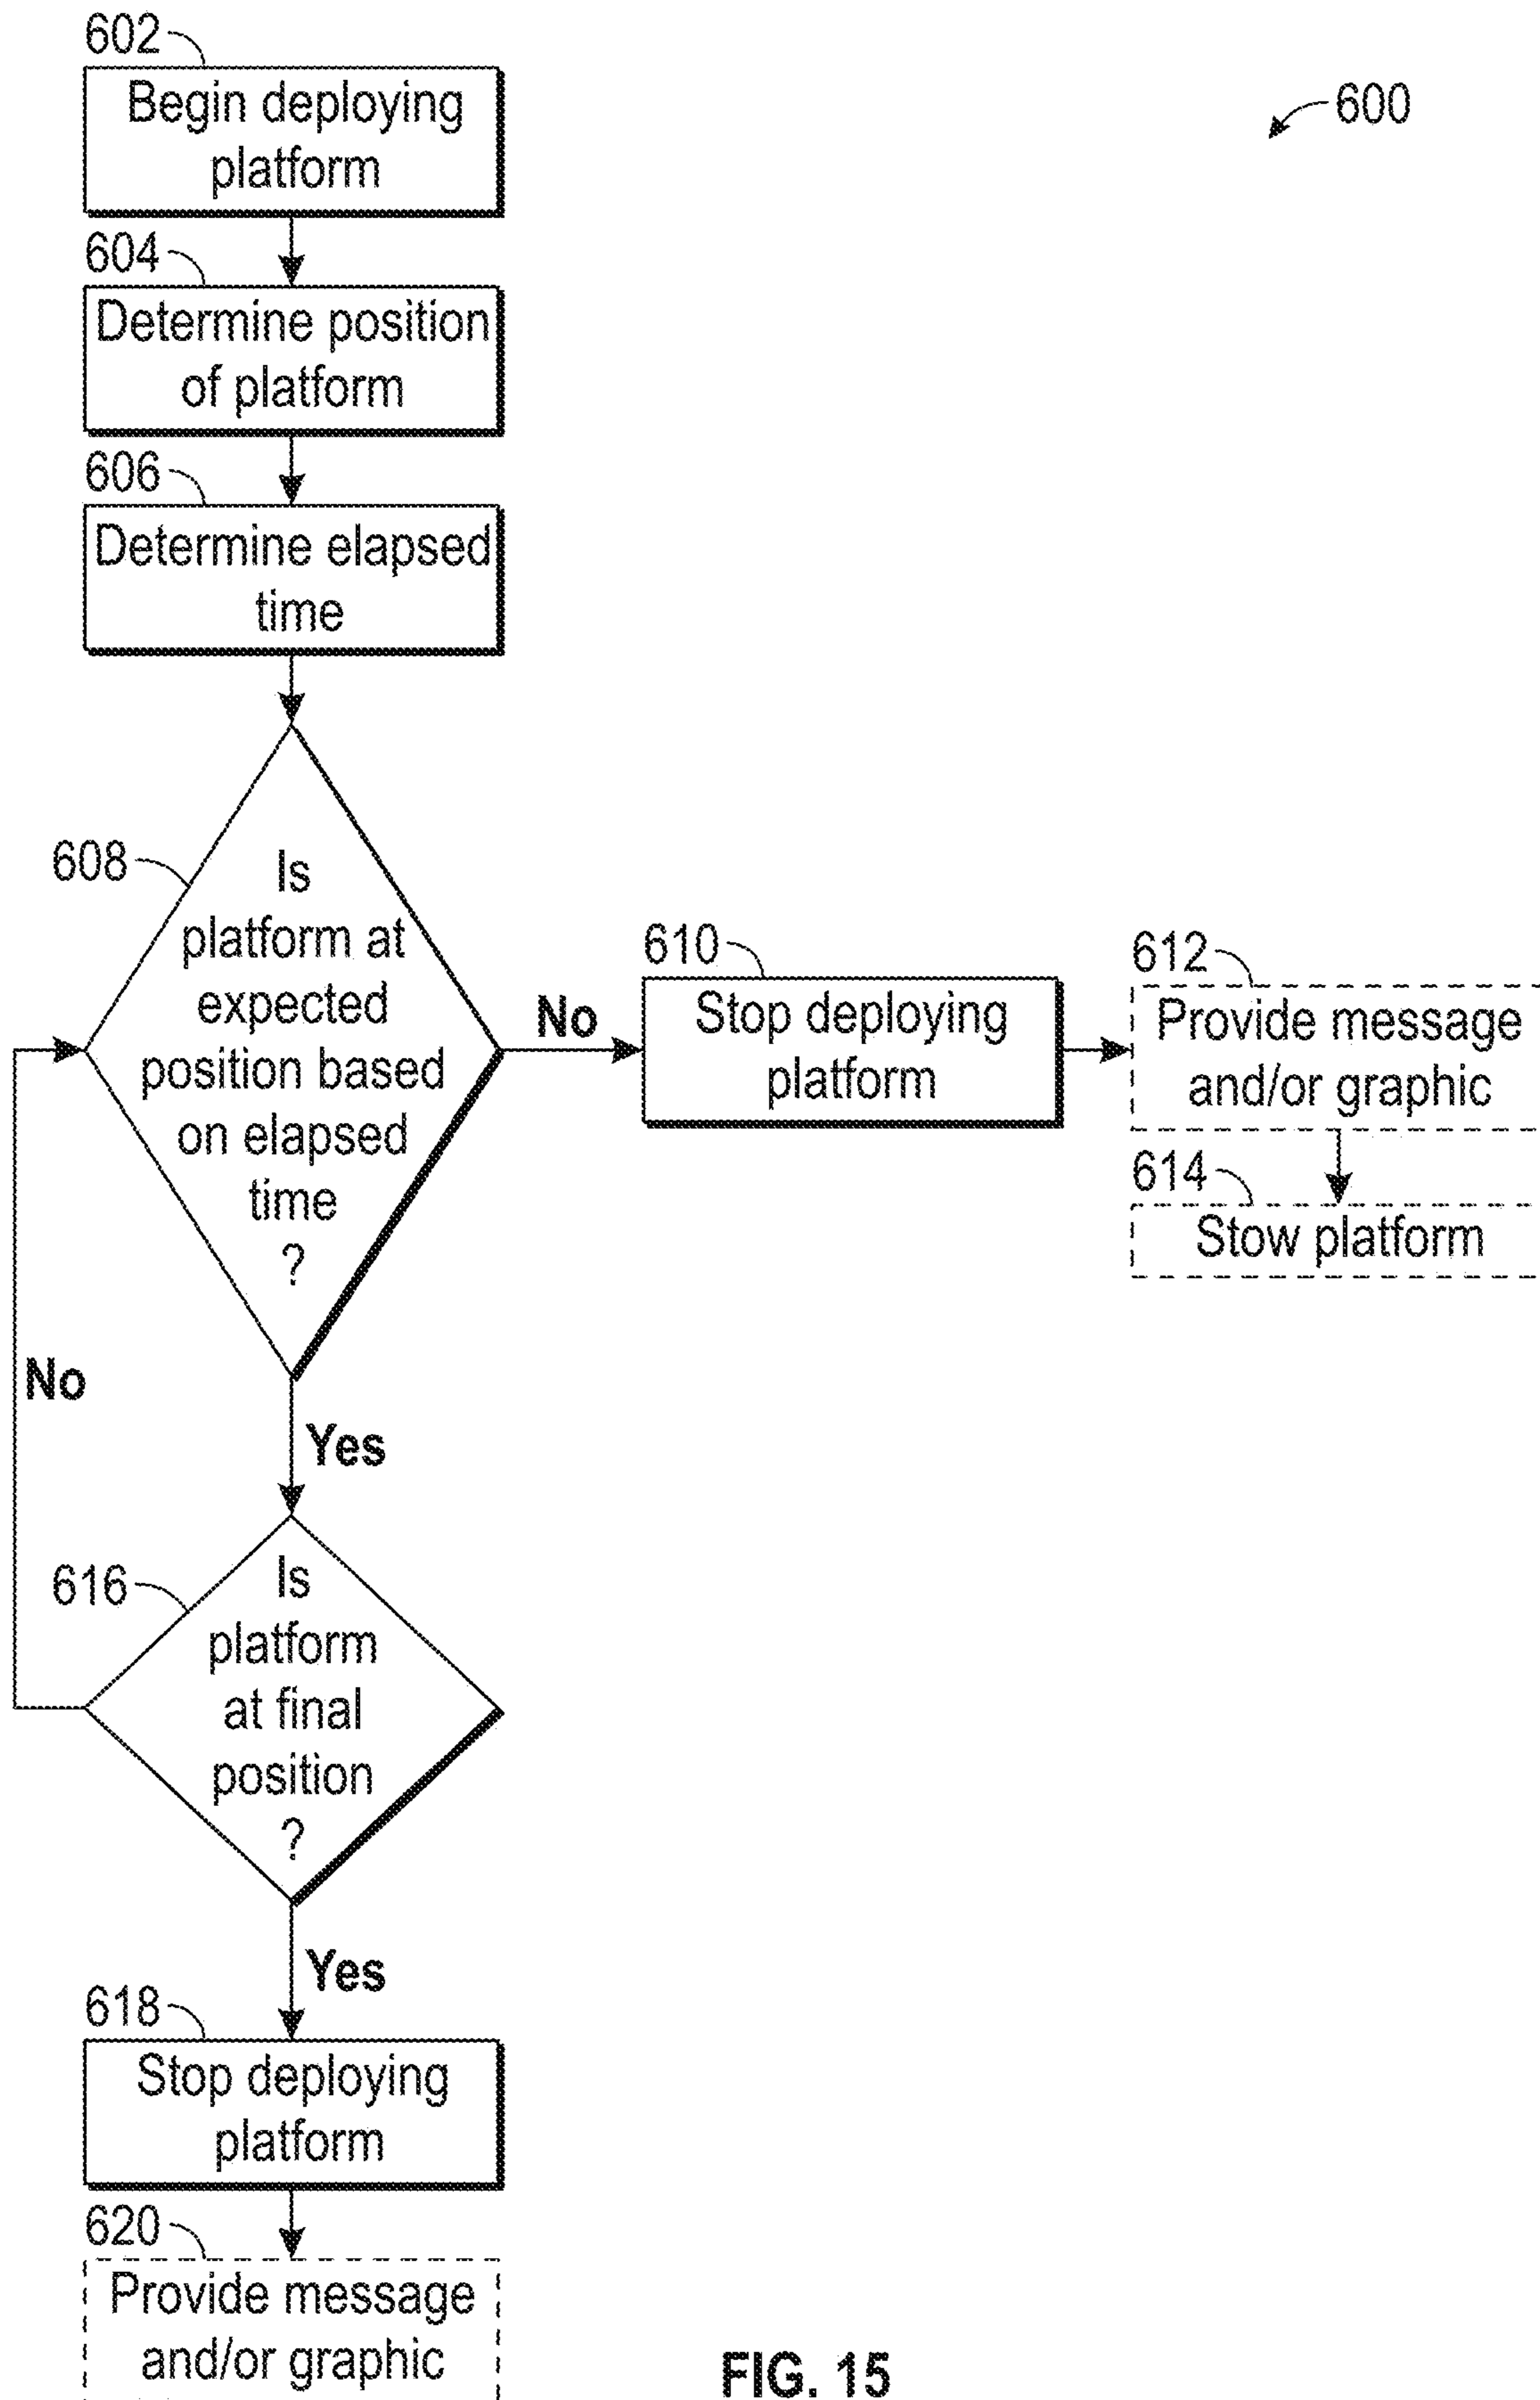 602
Begin deploying
platform
600
604
Determine position
of platform
606
Determine elapsed
time
608
Is
platform at
expected
position based
on elapsed
time
?
No
610
Stop deploying
platform
612
Provide message
and/or graphic
614
Stow platform
No
Yes
616
Is
platform
at final
position
?
Yes
618
Stop deploying
platform
620
Provide message
and/or graphic
FIG. 15